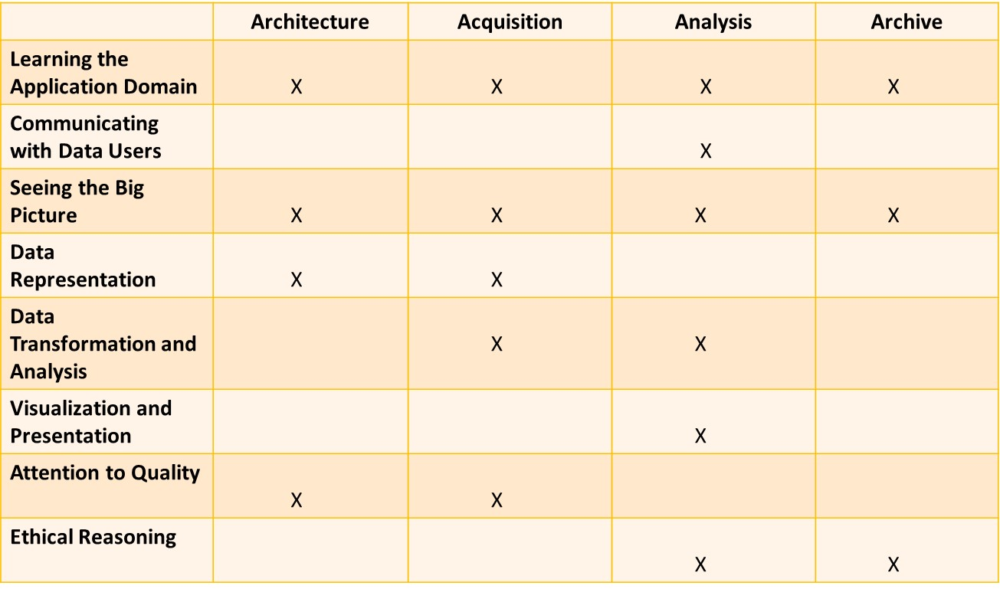 Architecture Acquisition Analysis Archive
Learning the
Application Domain X X X X
Communicating
with Data Users X
Seeing the Big
Picture X X X X
Data
Representation X X
Data
Transformation and X X
Analysis
Visualization and
Presentation X
Attention to Quality
X X
Ethical Reasoning
X X